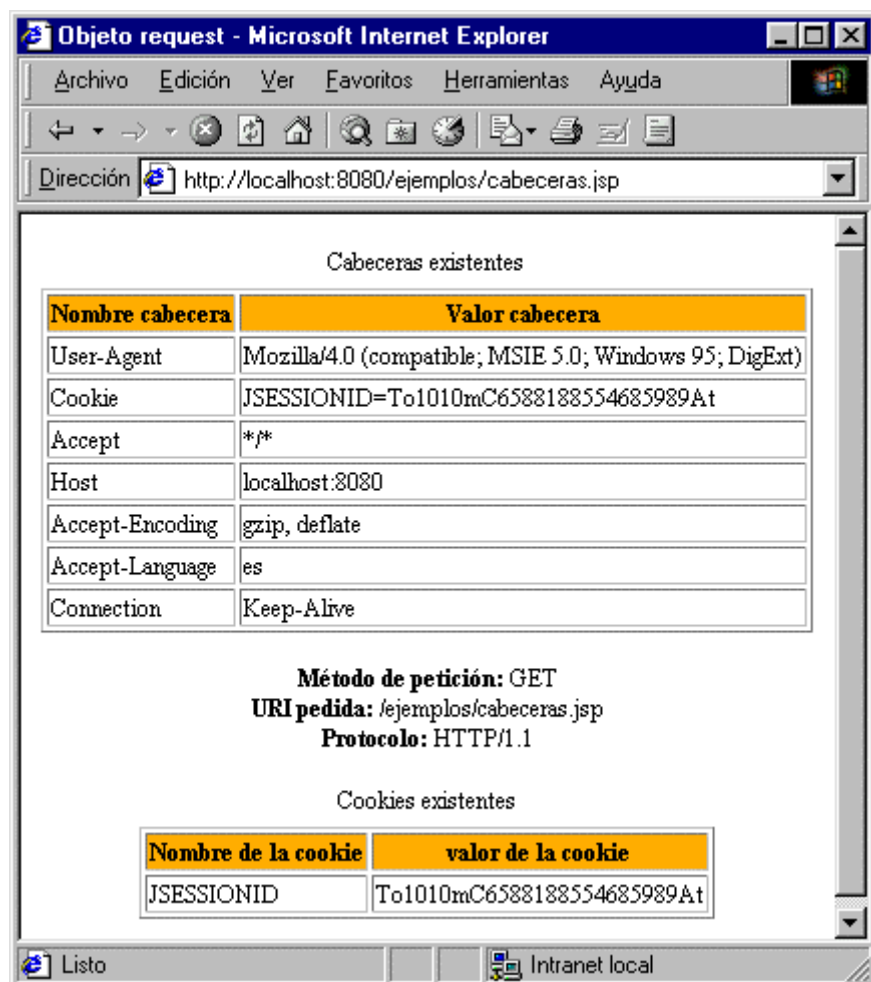 Objeto request - Microsoft Internet Explorer
Archivo Edición Ver Favoritos Herramientas Ayuda
Dirección http://localhost:8080/ejemplos/cabeceras.jsp
Cabeceras existentes
Nombre cabecera Valor cabecera
User-Agent Mozilla/4.0 (compatible; MSIE 5.0; Windows 95; DigExt)
Cookie JSESSIONID=To1010mC6588188554685989At
Accept */*
Host localhost:8080
Accept-Encoding gzip, deflate
Accept-Language es
Connection Keep-Alive
Método de petición: GET
URI pedida: /ejemplos/cabeceras.jsp
Protocolo: HTTP/1.1
Cookies existentes
Nombre de la cookie valor de la cookie
JSESSIONID To1010mC6588188554685989At
Listo Intranet local